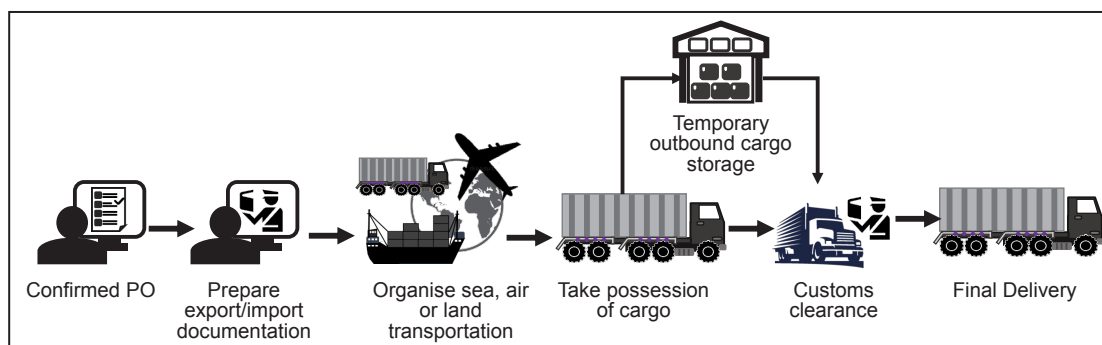 Temporary
outbound cargo
storage
Confirmed PO
Prepare
export/import
documentation
Organise sea, air
or land
transportation
Take possession
of cargo
Customs
clearance
Final Delivery